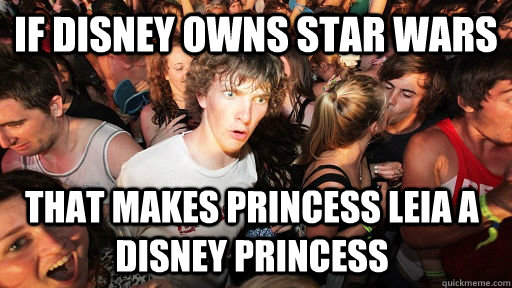 IF DISNEY OWNS STAR WARS
THAT MAKES PRINCESS LEIA A
DISNEY PRINCESS
quickmeme.com